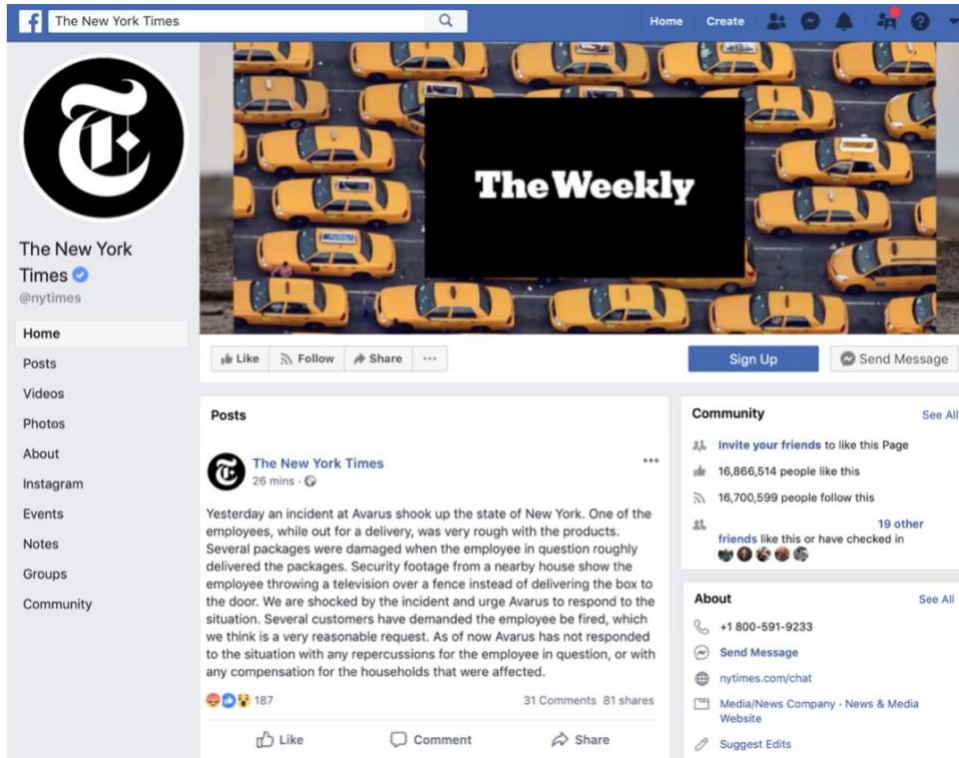 The New York Times
Home Create
The Weekly
The New York
Times
@nytimes
Home
Posts
Videos
Photos
About
Instagram
Events
Notes
Groups
Community
Like Follow Share
Sign Up Send Message
Posts
The New York Times
26 mins
Yesterday an incident at Avarus shook up the state of New York. One of the
employees, while out for a delivery, was very rough with the products.
Several packages were damaged when the employee in question roughly
delivered the packages. Security footage from a nearby house show the
employee throwing a television over a fence instead of delivering the box to
the door. We are shocked by the incident and urge Avarus to respond to the
situation. Several customers have demanded the employee be fired, which
we think is a very reasonable request. As of now Avarus has not responded
to the situation with any repercussions for the employee in question, or with
any compensation for the households that were affected.
187 31 Comments 81 shares
Like Comment Share
Community See All
Invite your friends to like this Page
16,866,514 people like this
16,700,599 people follow this
19 other
friends like this or have checked in
About See All
+1 800-591-9233
Send Message
nytimes.com/chat
Media/News Company · News & Media
Website
Suggest Edits